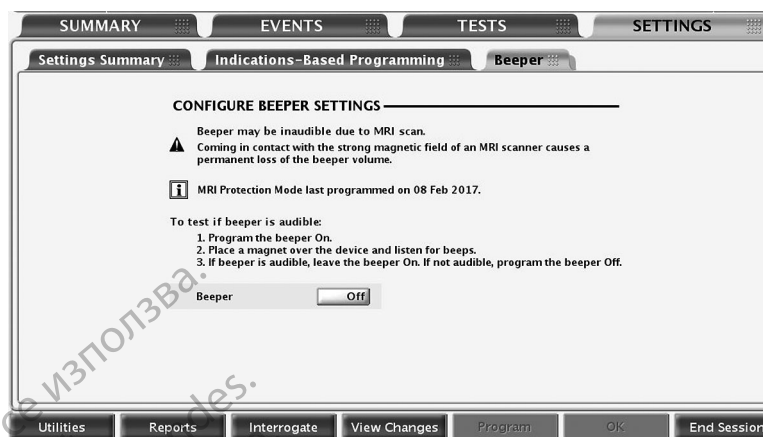 SUMMARY EVENTS TESTS SETTINGS
Settings Summary Indications-Based Programming Beeper
CONFIGURE BEEPER SETTINGS
Beeper may be inaudible due to MRI scan.
Coming in contact with the strong magnetic field of an MRI scanner causes a
permanent loss of the beeper volume.
i MRI Protection Mode last programmed on 08 Feb 2017.
To test if beeper is audible:
1. Program the beeper On.
2. Place a magnet over the device and listen for beeps.
3. If beeper is audible, leave the beeper On. If not audible, program the beeper Off.
Beeper Off
се използва.
des.
Utilities Reports Interrogate View Changes Program OK End Session